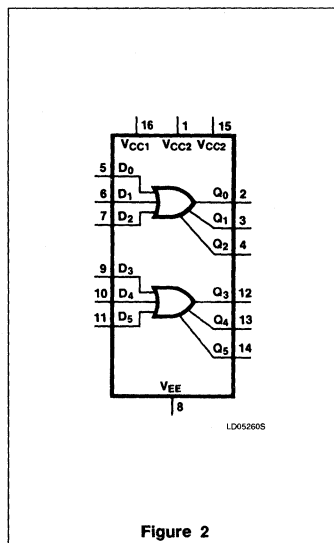 16 1 15
VCC1 VCC2 VCC2
5 D0
6 D1
7 D2
Q0 2
Q1 3
Q2 4
9 D3
10 D4
11 D5
Q3 12
Q4 13
Q5 14
VEE
8
LD05260S
Figure 2